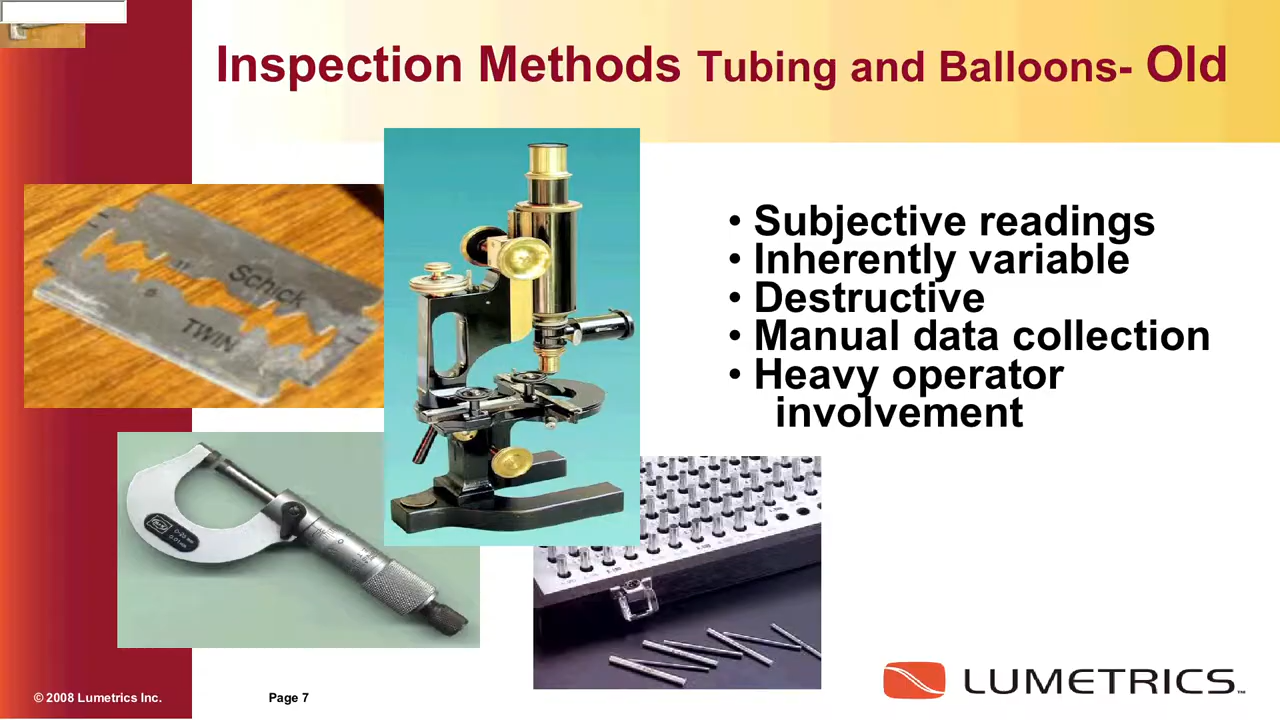 Inspection Methods Tubing and Balloons- Old
Schick
TWIN
• Subjective readings
• Inherently variable
• Destructive
• Manual data collection
• Heavy operator
involvement
LUMETRICS™
© 2008 Lumetrics Inc.
Page 7